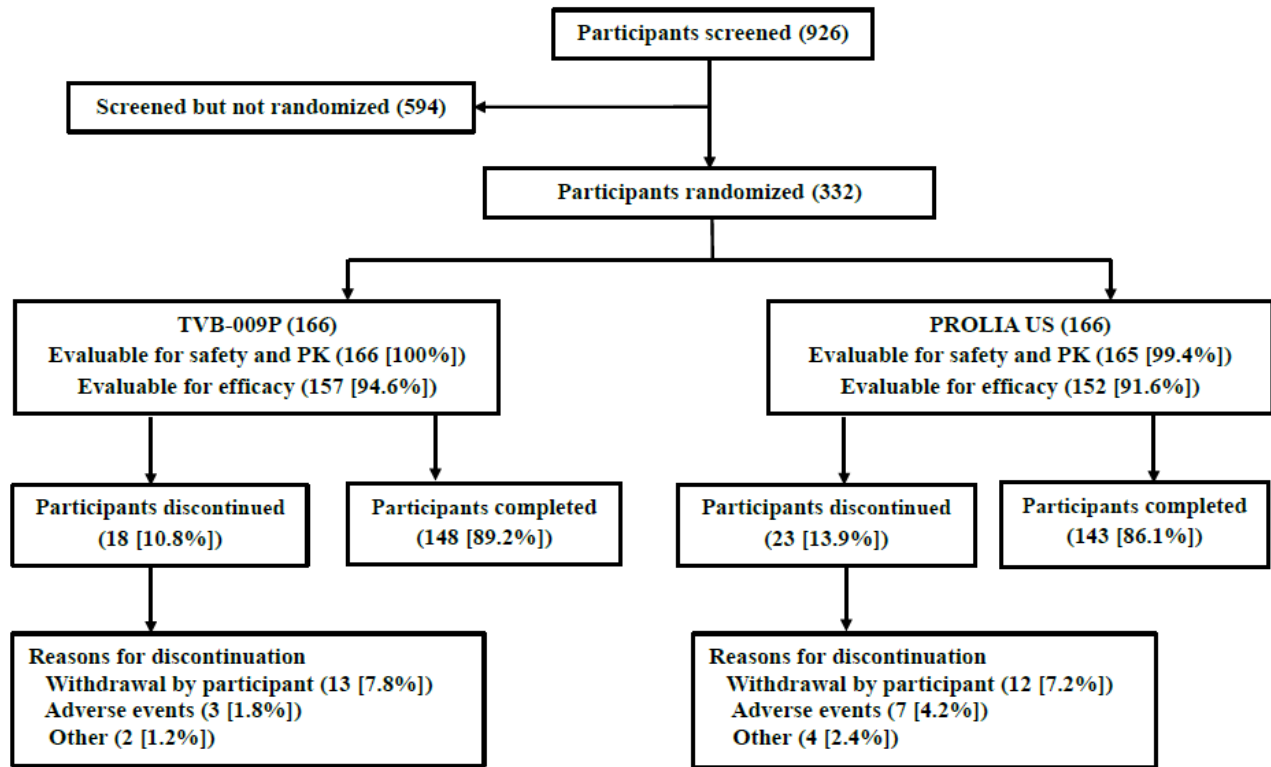 Participants screened (926)
Screened but not randomized (594)
Participants randomized (332)
TVB-009P (166)
Evaluable for safety and PK (166 [100%])
Evaluable for efficacy (157 [94.6%])
PROLIA US (166)
Evaluable for safety and PK (165 [99.4%])
Evaluable for efficacy (152 [91.6%])
Participants discontinued
(18 [10.8%])
Participants completed
(148 [89.2%])
Participants discontinued
(23 [13.9%])
Participants completed
(143 [86.1%])
Reasons for discontinuation
Withdrawal by participant (13 [7.8%])
Adverse events (3 [1.8%])
Other (2 [1.2%])
Reasons for discontinuation
Withdrawal by participant (12 [7.2%])
Adverse events (7 [4.2%])
Other (4 [2.4%])